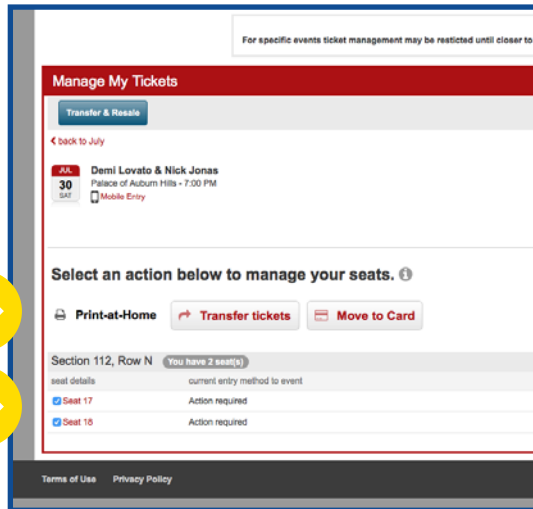 For specific events ticket management may be resticted until closer to
Manage My Tickets
Transfer & Resale
back to July
JUL
30
SAT
Demi Lovato & Nick Jonas
Palace of Auburn Hills - 7:00 PM
Mobile Entry
Select an action below to manage your seats.
Print-at-Home
Transfer tickets
Move to Card
Section 112, Row N You have 2 seat(s)
seat details current entry method to event
Seat 17 Action required
Seat 18 Action required
Terms of Use Privacy Policy